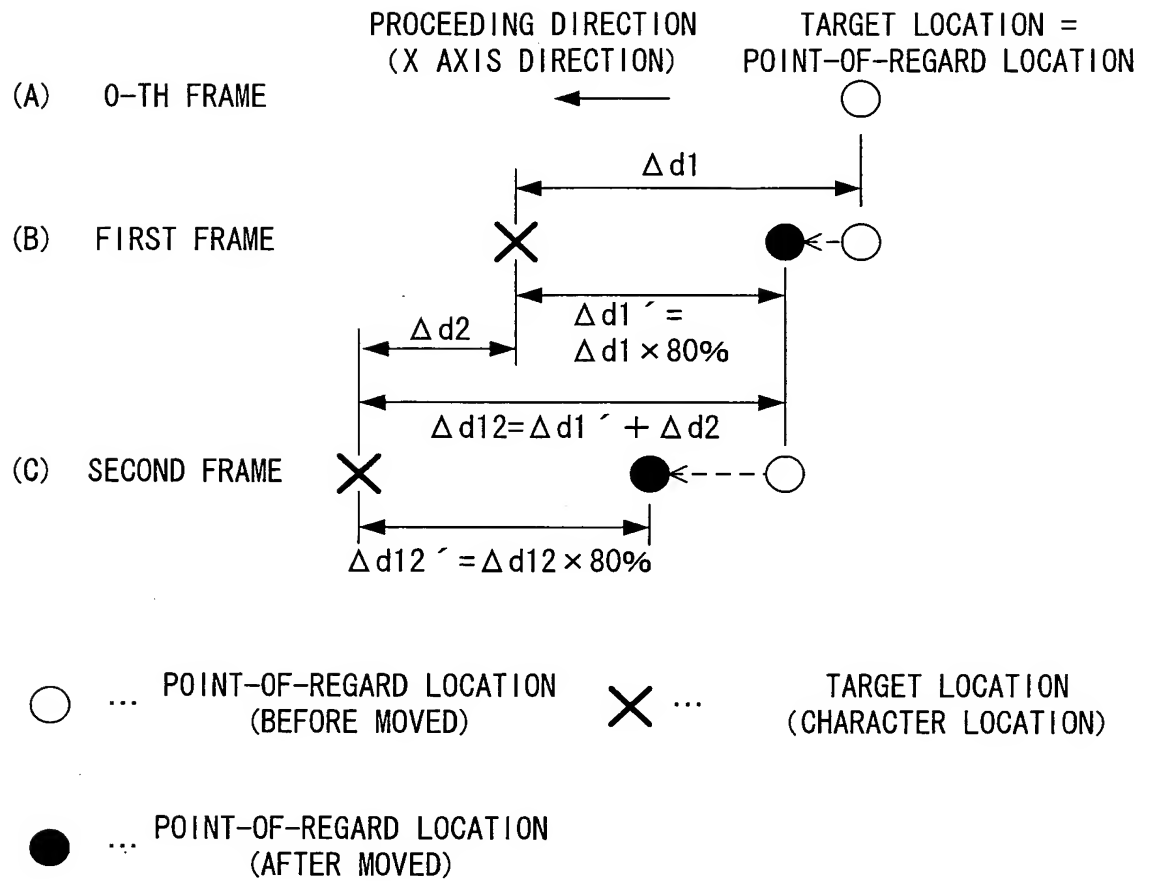 PROCEEDING DIRECTION
(X AXIS DIRECTION)
TARGET LOCATION =
POINT-OF-REGARD LOCATION
(A) 0-TH FRAME
Δd1
(B) FIRST FRAME
Δd1´=
Δd1×80%
Δd2
Δd12=Δd1´+Δd2
(C) SECOND FRAME
Δd12´=Δd12×80%
… POINT-OF-REGARD LOCATION
(BEFORE MOVED)
… TARGET LOCATION
(CHARACTER LOCATION)
… POINT-OF-REGARD LOCATION
(AFTER MOVED)